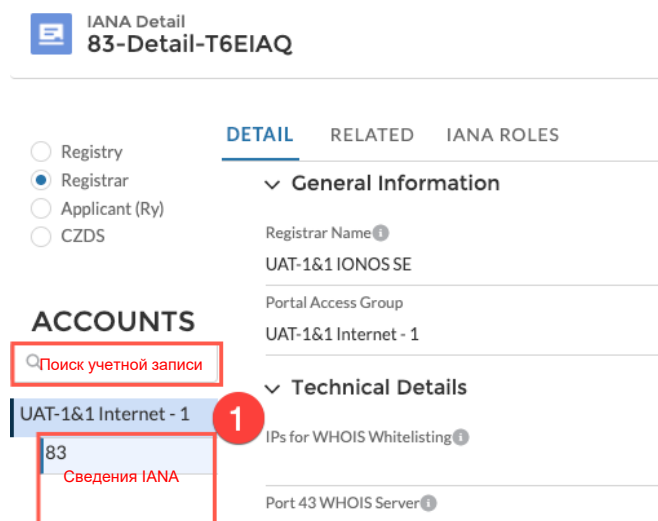 IANA Detail
83-Detail-T6EIAQ
Registry
Registrar
Applicant (Ry)
CZDS
ACCOUNTS
Поиск учетной записи
UAT-1&1 Internet - 1
1
83
Сведения IANA
DETAIL RELATED IANA ROLES
General Information
Registrar Name
UAT-1&1 IONOS SE
Portal Access Group
UAT-1&1 Internet - 1
Technical Details
IPs for WHOIS Whitelisting
Port 43 WHOIS Server